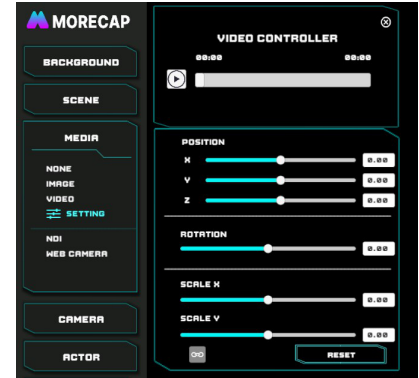 MORECAP
BACKGROUND
SCENE
MEDIA
NONE
IMAGE
VIDEO
SETTING
NDI
WEB CAMERA
CAMERA
ACTOR
VIDEO CONTROLLER
00:00 00:00
POSITION
X 0.00
Y 0.00
Z 0.00
ROTATION
0.00
SCALE X
0.00
SCALE Y
0.00
RESET